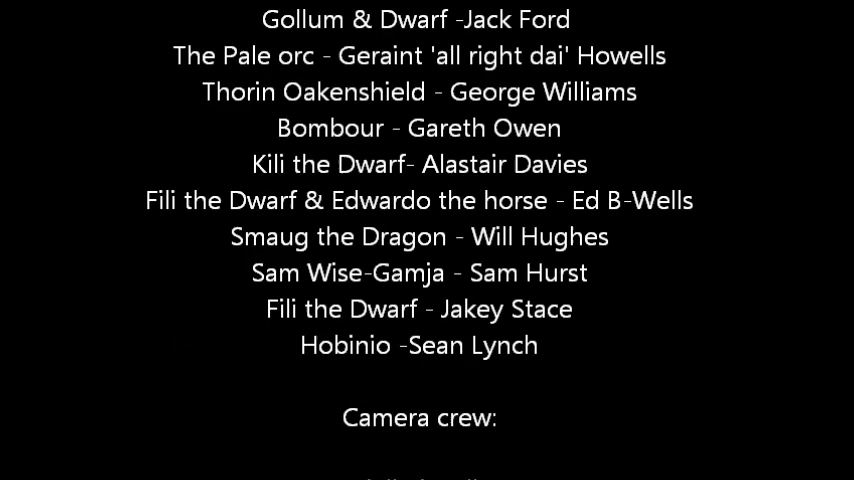 Gollum & Dwarf -Jack Ford
The Pale orc - Geraint 'all right dai' Howells
Thorin Oakenshield - George Williams
Bombour - Gareth Owen
Kili the Dwarf- Alastair Davies
Fili the Dwarf & Edwardo the horse - Ed B-Wells
Smaug the Dragon - Will Hughes
Sam Wise-Gamja - Sam Hurst
Fili the Dwarf - Jakey Stace
Hobinio -Sean Lynch
Camera crew: